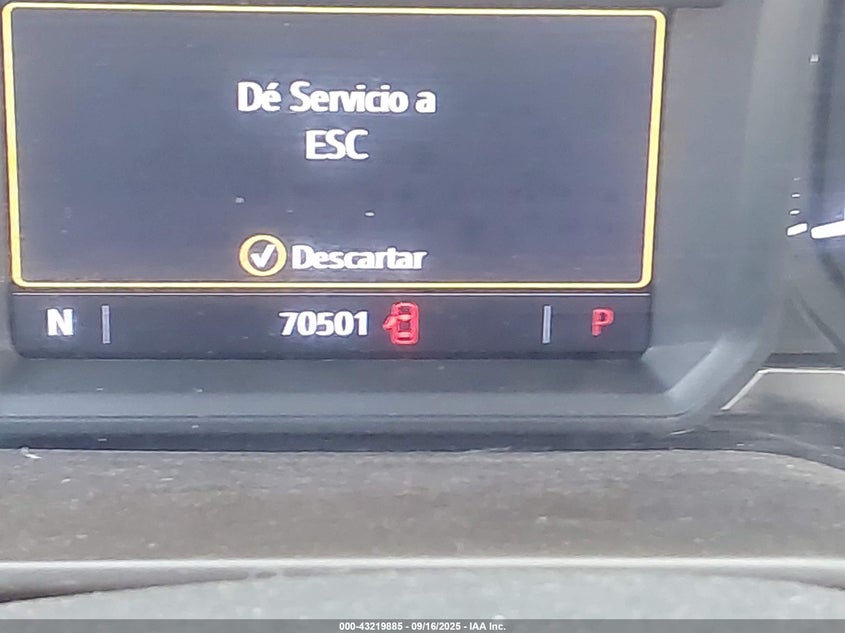 Dé Servicio a
ESC
Descartar
N 70501 P
000-43219885 - 09/16/2025 - IAA Inc.